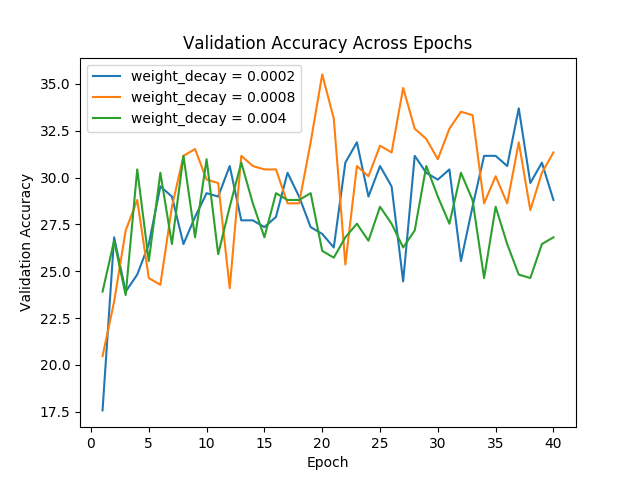 Validation Accuracy Across Epochs
weight_decay = 0.0002
weight_decay = 0.0008
weight_decay = 0.004
Validation Accuracy
35.0
32.5
30.0
27.5
25.0
22.5
20.0
17.5
0 5 10 15 20 25 30 35 40
Epoch